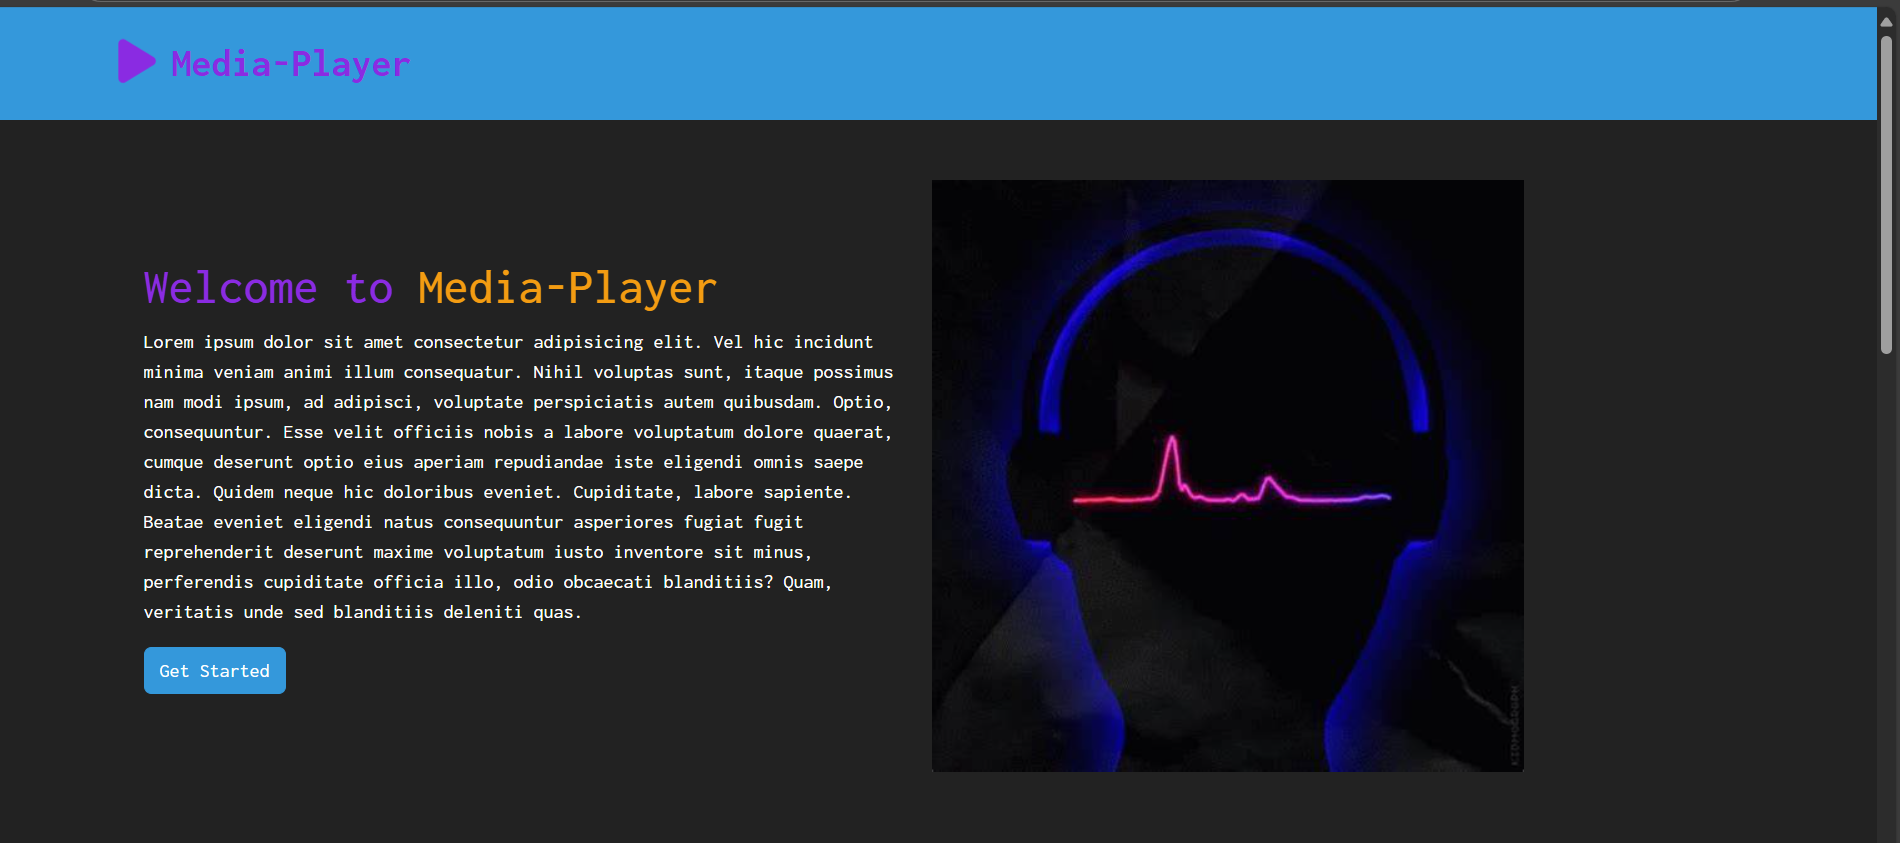 Media-Player
Welcome to Media-Player
Lorem ipsum dolor sit amet consectetur adipisicing elit. Vel hic incidunt
minima veniam animi illum consequatur. Nihil voluptas sunt, itaque possimus
nam modi ipsum, ad adipisci, voluptate perspiciatis autem quibusdam. Optio,
consequuntur. Esse velit officiis nobis a labore voluptatum dolore quaerat,
cumque deserunt optio eius aperiam repudiandae iste eligendi omnis saepe
dicta. Quidem neque hic doloribus eveniet. Cupiditate, labore sapiente.
Beatae eveniet eligendi natus consequuntur asperiores fugiat fugit
reprehenderit deserunt maxime voluptatum iusto inventore sit minus,
perferendis cupiditate officia illo, odio obcaecati blanditiis? Quam,
veritatis unde sed blanditiis deleniti quas.
Get Started